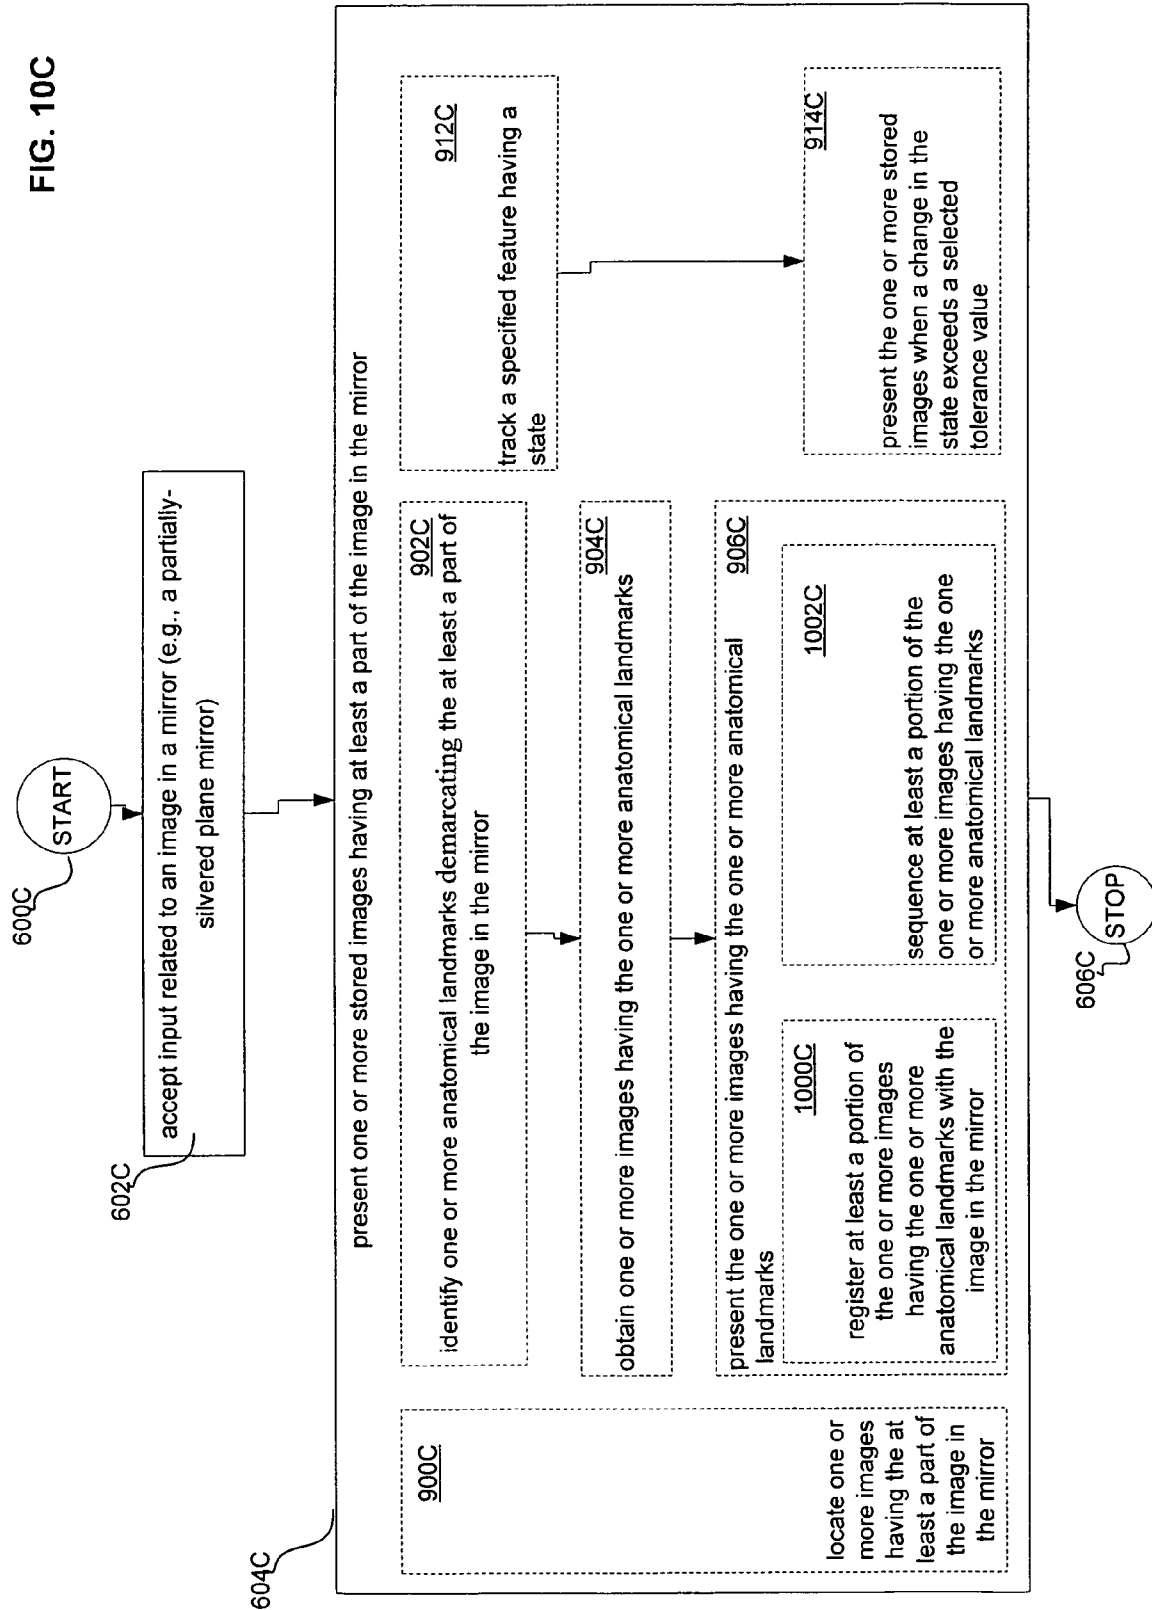 FIG. 10C
600C
START
602C
accept input related to an image in a mirror (e.g., a partially-
silvered plane mirror)
604C
present one or more stored images having at least a part of the image in the mirror
900C
locate one or
more images
having the at
least a part of
the image in
the mirror
902C
identify one or more anatomical landmarks demarcating the at least a part of
the image in the mirror
904C
obtain one or more images having the one or more anatomical landmarks
906C
present the one or more images having the one or more anatomical
landmarks
1000C
register at least a portion of
the one or more images
having the one or more
anatomical landmarks with the
image in the mirror
1002C
sequence at least a portion of the
one or more images having the one
or more anatomical landmarks
912C
track a specified feature having a
state
914C
present the one or more stored
images when a change in the
state exceeds a selected
tolerance value
606C
STOP